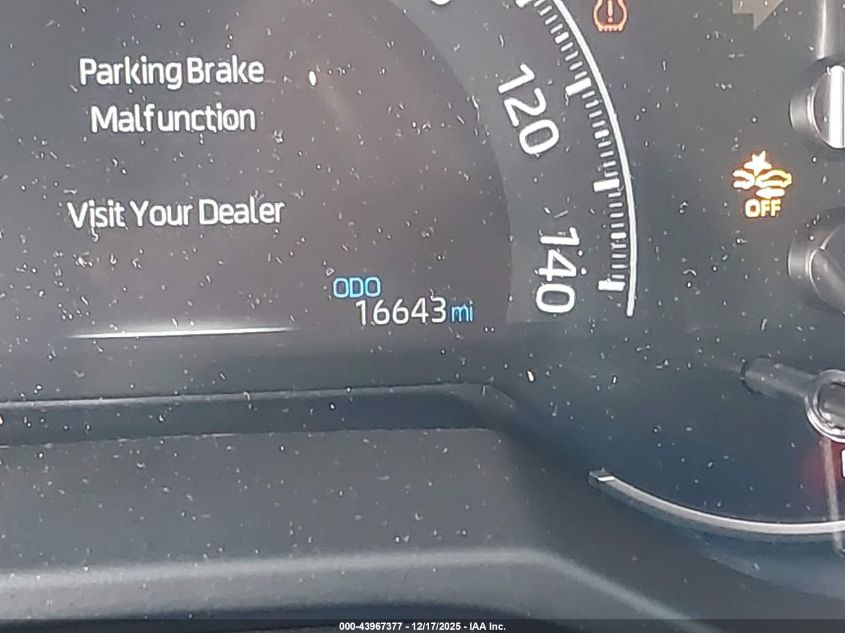 Parking Brake
Malfunction
Visit Your Dealer
120
140
ODO
16643 mi
OFF
000-43967377 - 12/17/2025 - IAA Inc.